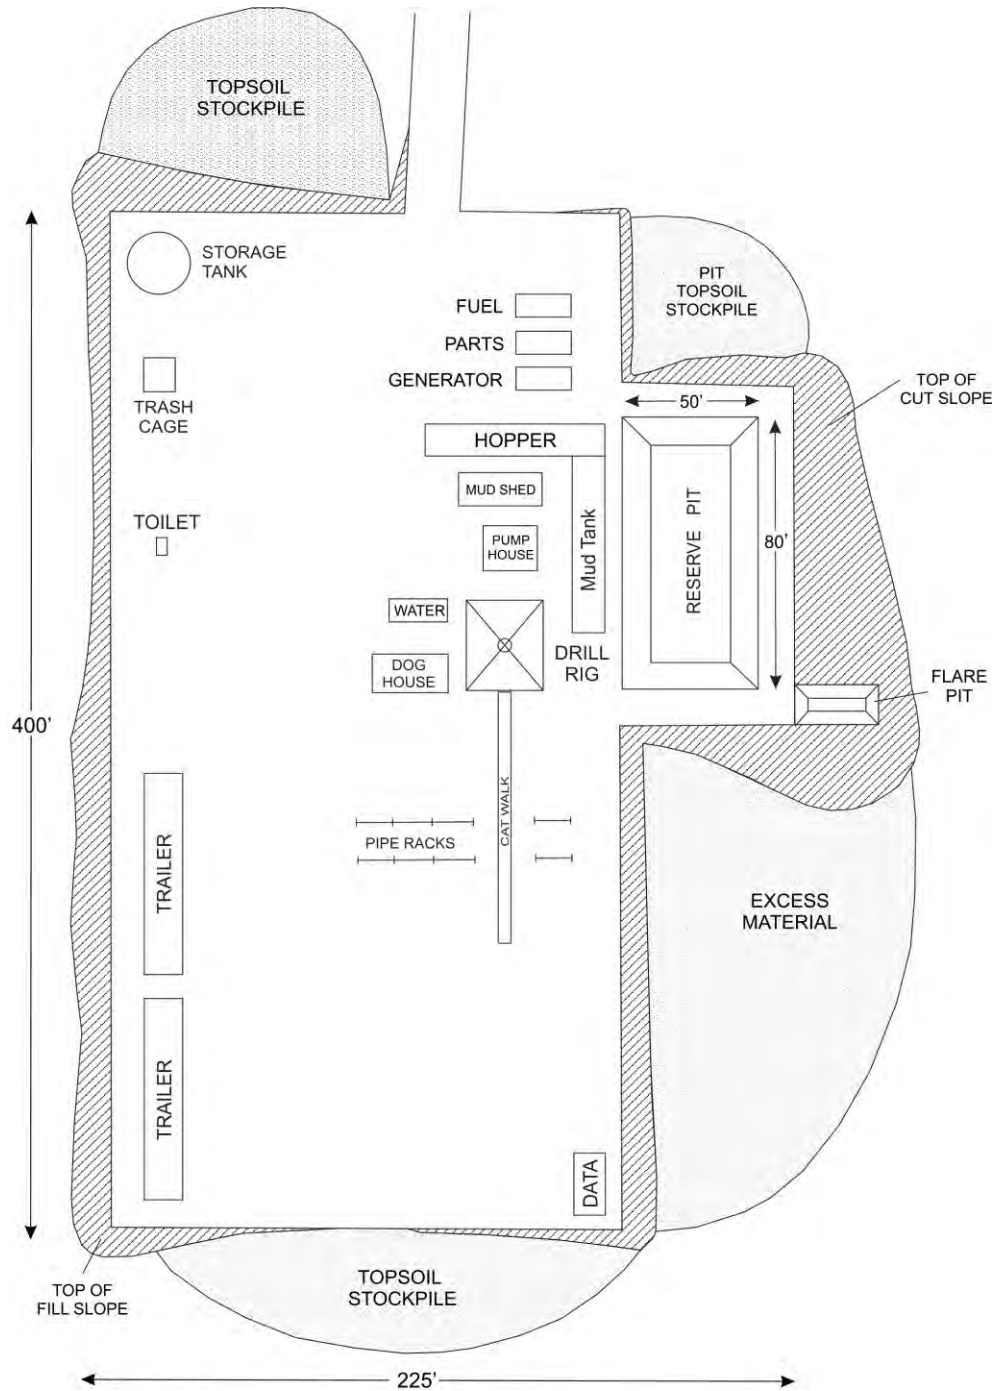 TOPSOIL
STOCKPILE
STORAGE
TANK
PIT
TOPSOIL
STOCKPILE
FUEL
PARTS
GENERATOR
TRASH
CAGE
TOP OF
CUT SLOPE
50'
HOPPER
MUD SHED
TOILET
PUMP
HOUSE
Mud Tank
RESERVE PIT
80'
WATER
DOG
HOUSE
DRILL
RIG
FLARE
PIT
400'
CAT WALK
PIPE RACKS
TRAILER
EXCESS
MATERIAL
TRAILER
DATA
TOP OF
FILL SLOPE
TOPSOIL
STOCKPILE
225'